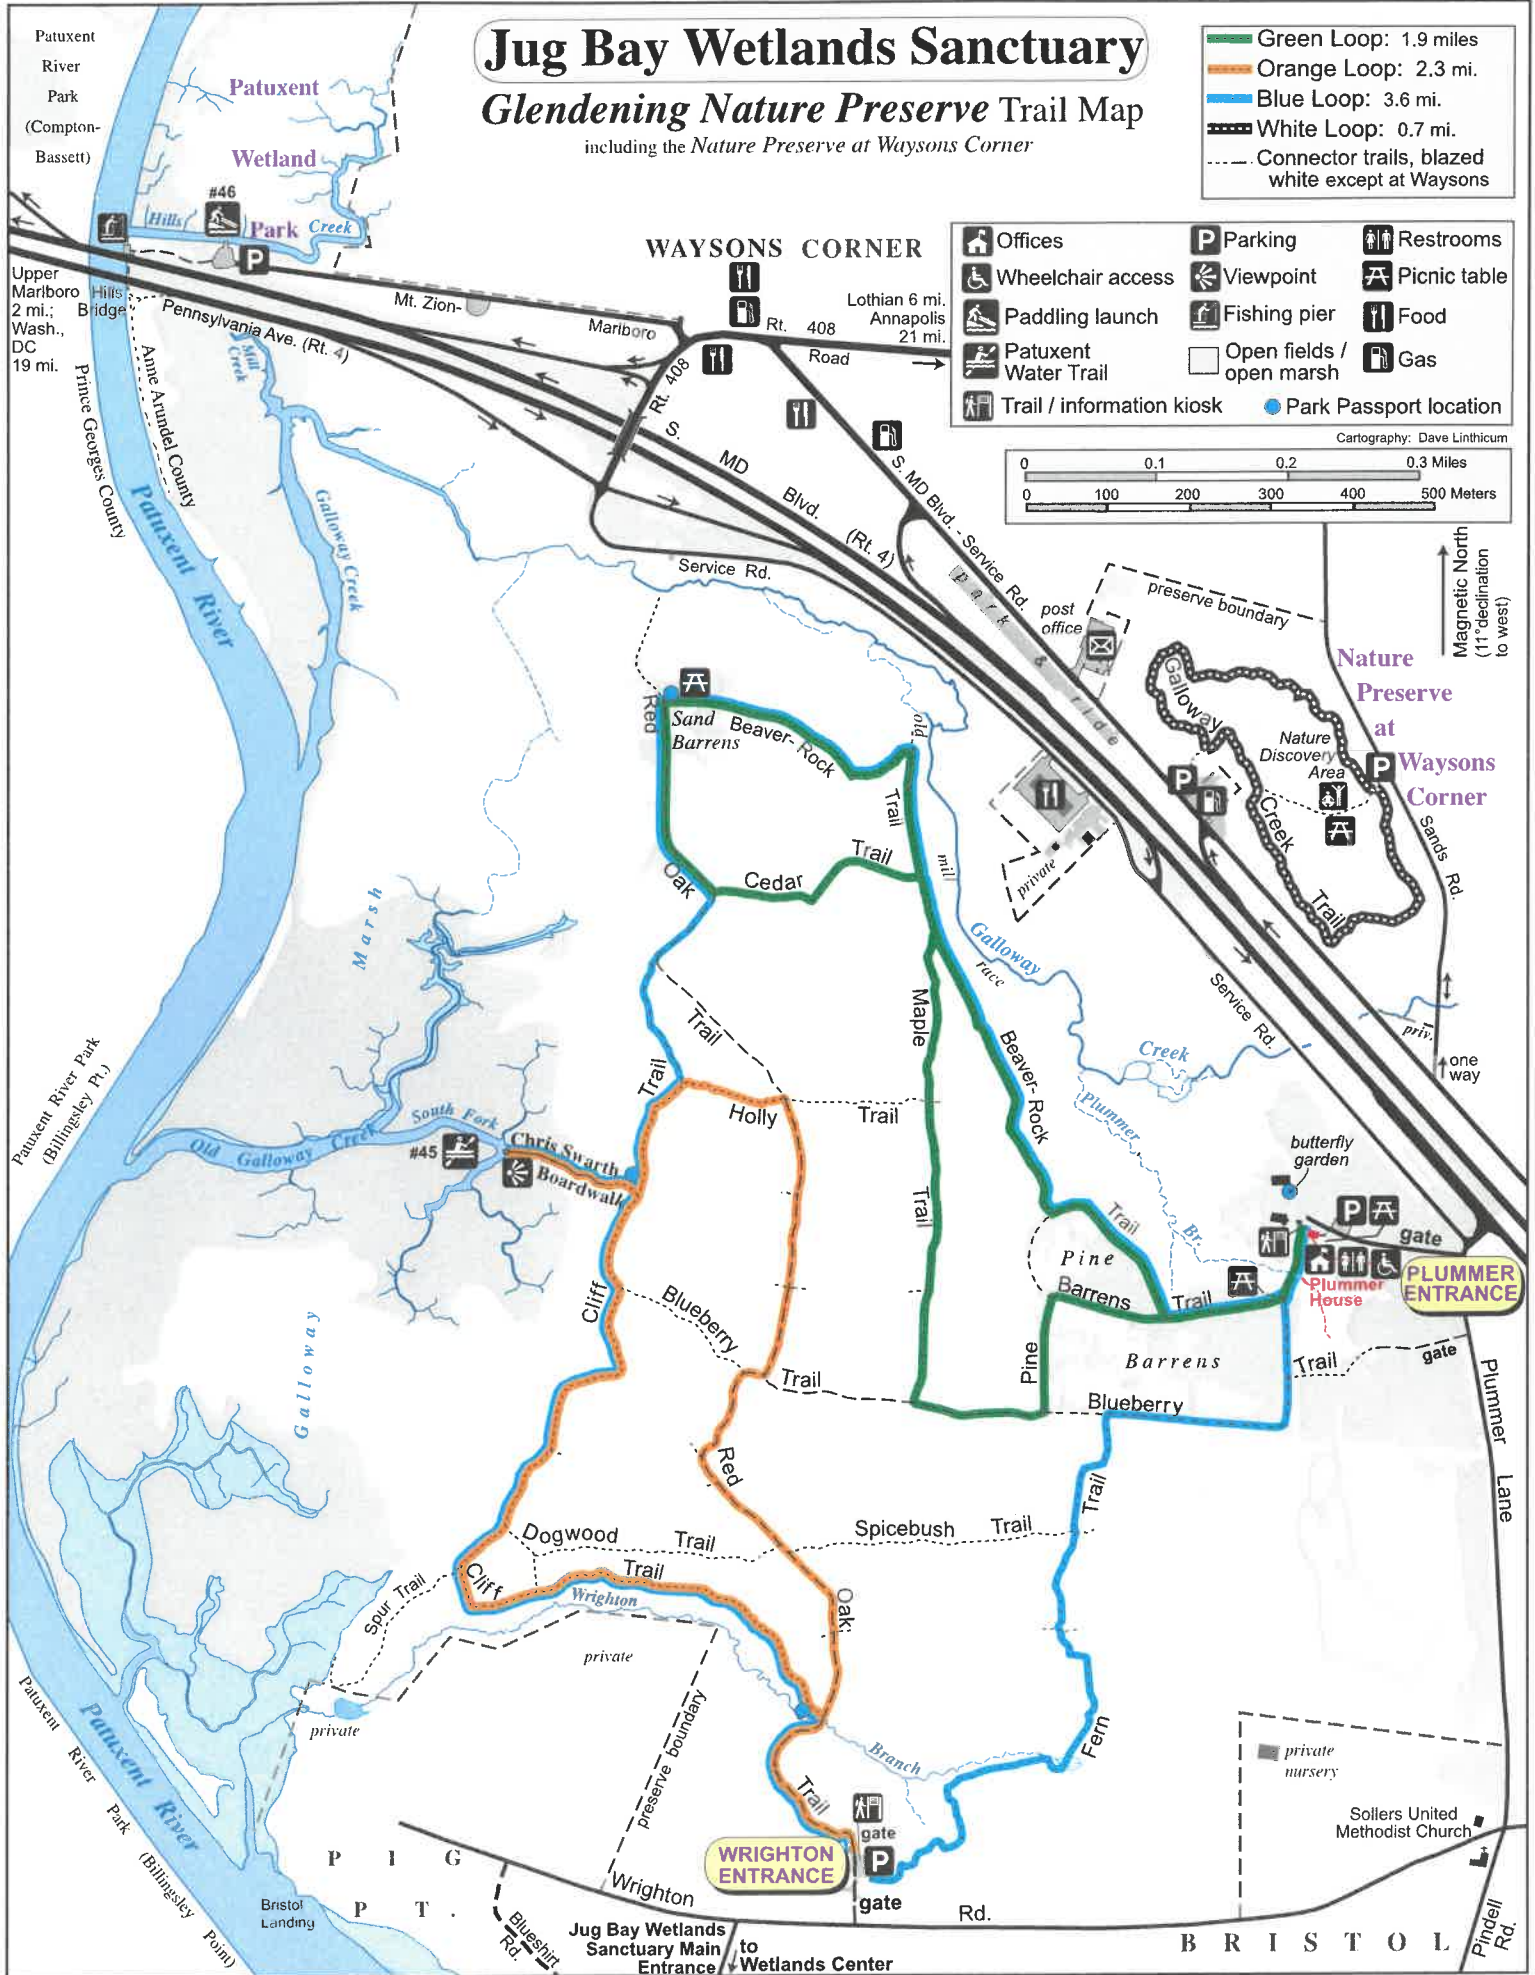 Jug Bay Wetlands Sanctuary
Glendening Nature Preserve Trail Map
including the Nature Preserve at Waysons Corner
Green Loop: 1.9 miles
Orange Loop: 2.3 mi.
Blue Loop: 3.6 mi.
White Loop: 0.7 mi.
Connector trails, blazed
white except at Waysons
Offices
Parking
Restrooms
Wheelchair access
Viewpoint
Picnic table
Paddling launch
Fishing pier
Food
Patuxent
Water Trail
Open fields /
open marsh
Gas
Trail / information kiosk
Park Passport location
Cartography: Dave Linthicum
0 0.1 0.2 0.3 Miles
0 100 200 300 400 500 Meters
Magnetic North
(11°declination
to west)
Patuxent
River
Park
(Compton-
Bassett)
Patuxent
Wetland
Park
#46
Hills
Creek
P
WAYSONS CORNER
Upper
Marlboro
2 mi.;
Wash.,
DC
19 mi.
Hills
Bridge
Pennsylvania Ave. (Rt. 4)
Mt. Zion-
Marlboro
Rt. 408
Road
Lothian 6 mi.
Annapolis
21 mi.
Rt. 408
S.
MD
Blvd.
(Rt. 4)
S. MD Blvd. - Service Rd.
Service Rd.
Mill
Creek
Anne Arundel County
Prince Georges County
Patuxent River
Galloway Creek
park & ride
post
office
preserve boundary
Nature
Preserve
at
Waysons
Corner
Galloway
Creek
Trail
Nature
Discovery
Area
P
P
Sands Rd.
priv.
one
way
private
Service Rd.
Red
Sand
Barrens
Beaver-Rock
Trail
old
mill
race
Oak
Cedar
Trail
Galloway
Creek
Marsh
Trail
Maple
Beaver-Rock
Plummer
Br.
Trail
Holly
Trail
Patuxent River Park
(Billingsley Pt.)
Old Galloway Creek
South Fork
#45
Chris Swarth
Boardwalk
Trail
Trail
butterfly
garden
P
gate
PLUMMER
ENTRANCE
Plummer
House
Pine
Barrens
Trail
Cliff
Blueberry
Trail
Pine
Barrens
Blueberry
Trail
gate
Plummer
Lane
Galloway
Red
Trail
Dogwood Trail
Spicebush Trail
Cliff
Trail
Spur Trail
Wrighton
Oak
private
private
preserve boundary
Branch
Fern
private
nursery
Trail
gate
P
WRIGHTON
ENTRANCE
gate
Sollers United
Methodist Church
Patuxent
River
Park
(Billingsley
Point)
Patuxent River
PIG
PT.
Bristol
Landing
Blueshirt
Rd.
Wrighton
Rd.
Jug Bay Wetlands
Sanctuary Main
Entrance
to
Wetlands Center
BRISTOL
Pindell
Rd.